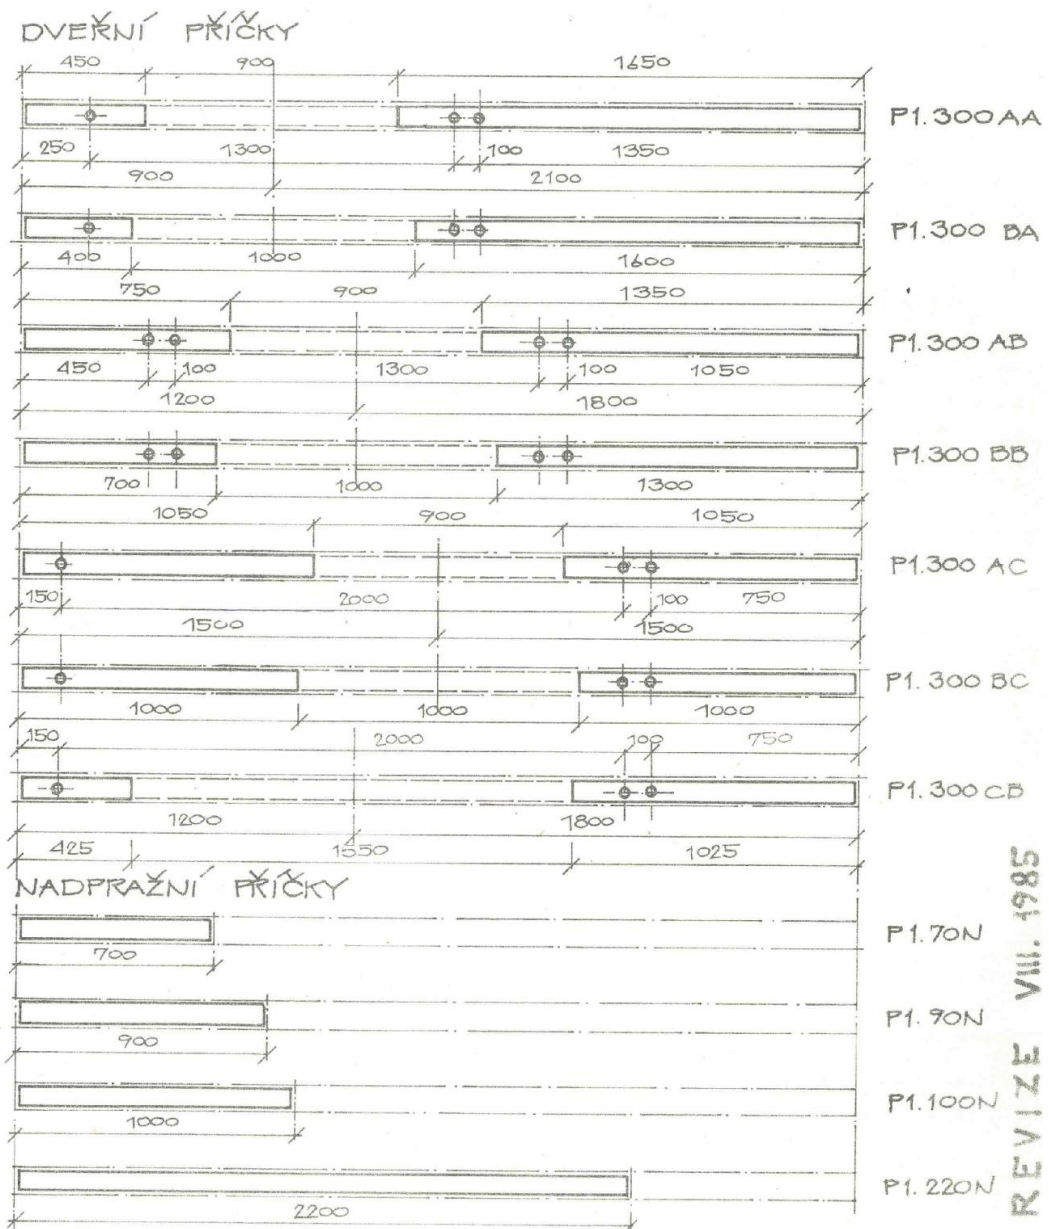 DVEŘNÍ PŘÍČKY
450 900 1650
P1.300 AA
250 1300 100 1350
900 2100
P1.300 BA
400 1000 1600
750 900 1350
P1.300 AB
450 100 1300 100 1050
1200 1800
P1.300 BB
700 1000 1300
1050 900 1050
P1.300 AC
150 2000 100 750
1500 1500
P1.300 BC
1000 1000 1000
150 2000 100 750
P1.300 CB
1200 1800
425 1550 1025
NADPRAŽNÍ PŘÍČKY
P1.70N
700
P1.90N
900
P1.100N
1000
P1.220N
2200
REVIZE VIII. 1985